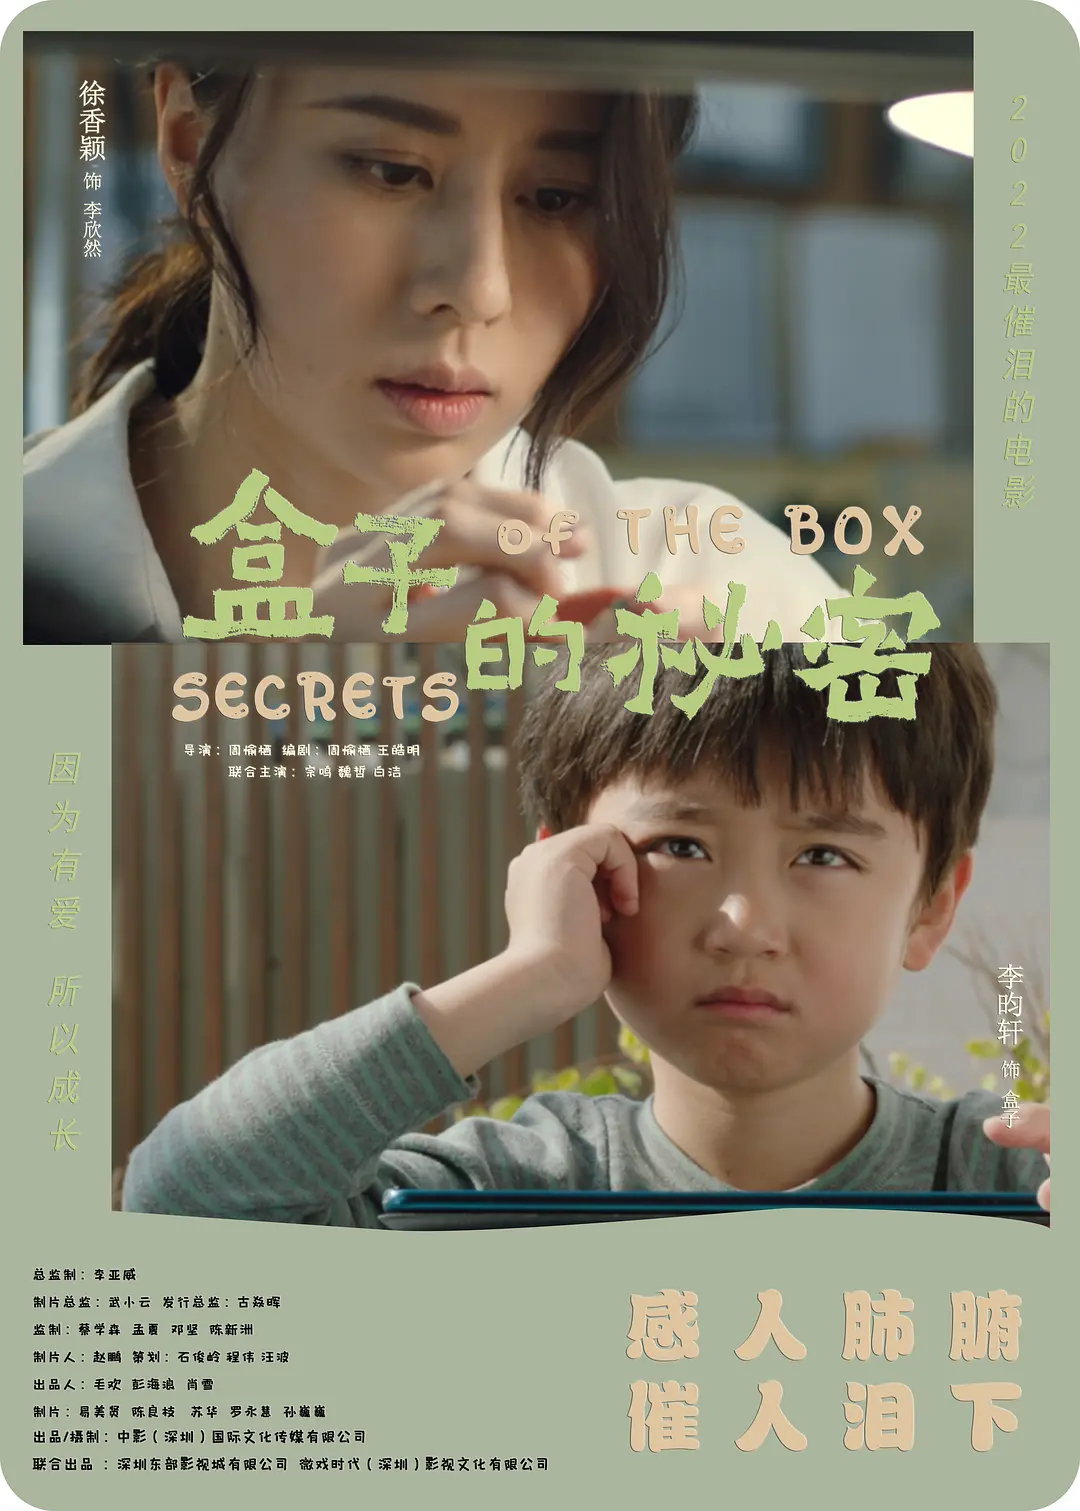 徐香颖 饰 李欣然
2022最催泪的电影
盒子
OF THE BOX
的秘密
SECRETS
导演：周愉栖 编剧：周愉栖 王皓明
联合主演：宗鸣 魏哲 白洁
因为有爱 所以成长
李昀轩 饰 盒子
总监制：李亚威
制片总监：武小云 发行总监：古焱晖
监制：蔡学森 孟夏 邓坚 陈新洲
制片人：赵鹏 策划：石俊岭 程伟 汪波
出品人：毛欢 彭海浪 肖雪
制片：易美贤 陈良枝 苏华 罗永慧 孙巍巍
出品/摄制：中影（深圳）国际文化传媒有限公司
联合出品：深圳东部影视城有限公司 微戏时代（深圳）影视文化有限公司
感人肺腑
催人泪下